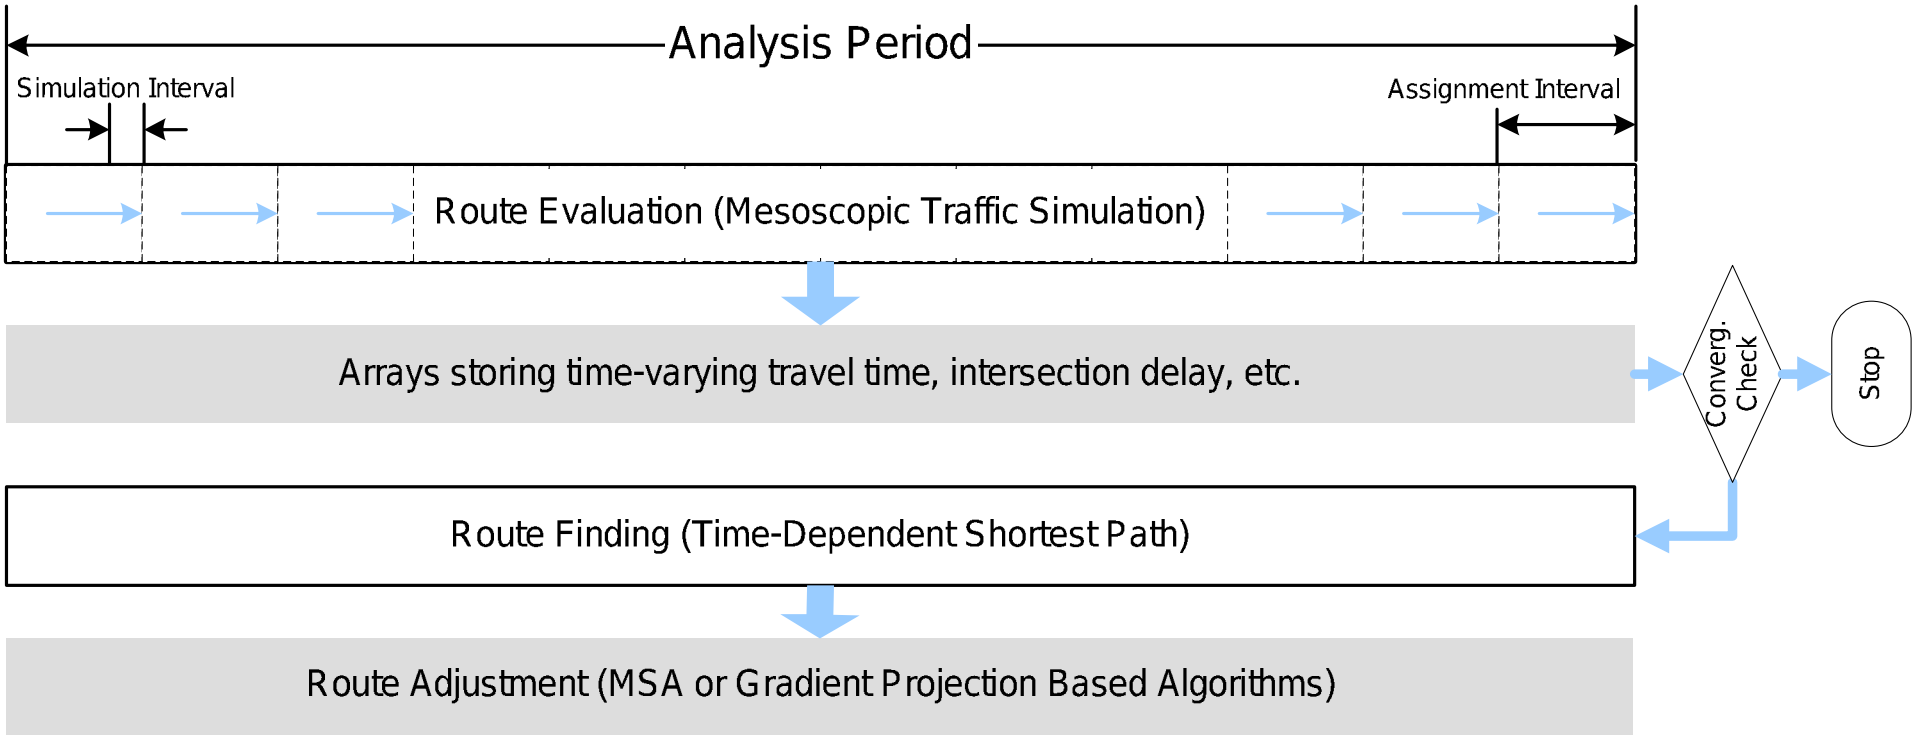 Analysis Period
Simulation Interval
Assignment Interval
Route Evaluation (Mesoscopic Traffic Simulation)
Arrays storing time-varying travel time, intersection delay, etc.
Converg.
Check
Stop
Route Finding (Time-Dependent Shortest Path)
Route Adjustment (MSA or Gradient Projection Based Algorithms)